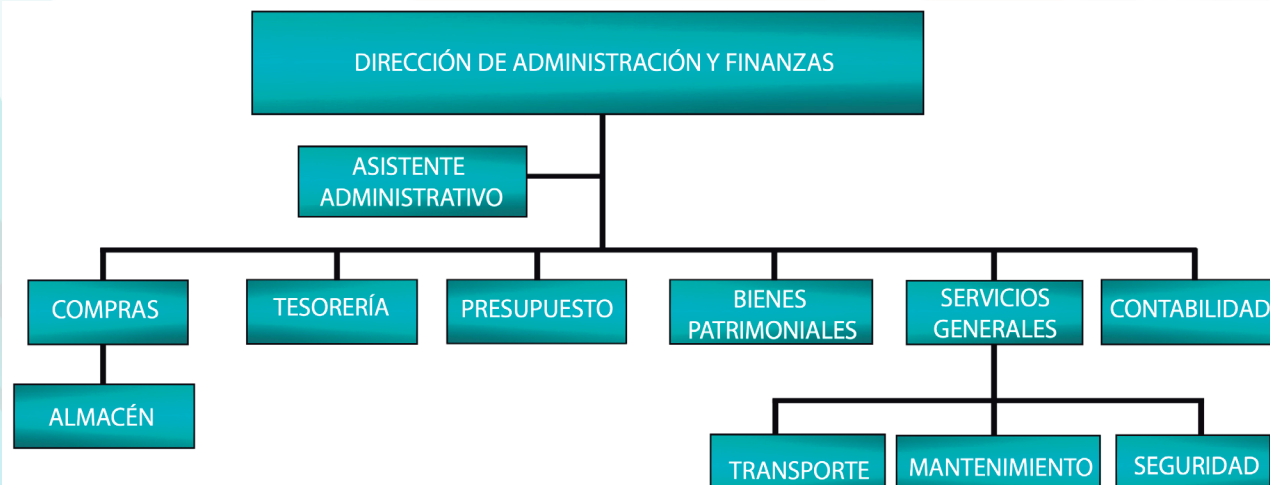 DIRECCIÓN DE ADMINISTRACIÓN Y FINANZAS
ASISTENTE
ADMINISTRATIVO
COMPRAS
TESORERÍA
PRESUPUESTO
BIENES
PATRIMONIALES
SERVICIOS
GENERALES
CONTABILIDAD
ALMACÉN
TRANSPORTE
MANTENIMIENTO
SEGURIDAD